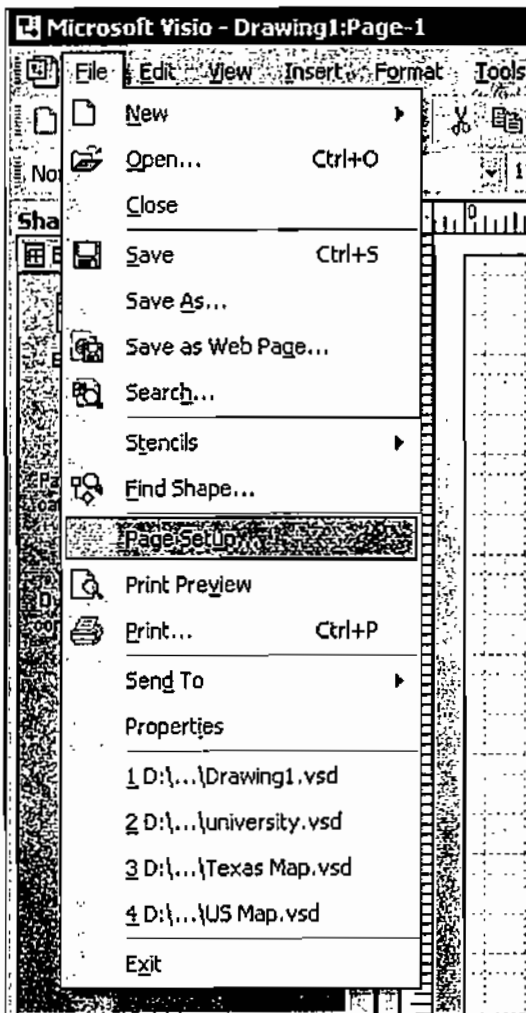 Microsoft Visio - Drawing1:Page-1
File Edit View Insert Format Tools
New
Open... Ctrl+O
Close
Sha
Save Ctrl+S
Save As...
Save as Web Page...
Search...
Stencils
Find Shape...
Page Setup...
Print Preview
Print... Ctrl+P
Send To
Properties
1 D:\...\Drawing1.vsd
2 D:\...\university.vsd
3 D:\...\Texas Map.vsd
4 D:\...\US Map.vsd
Exit